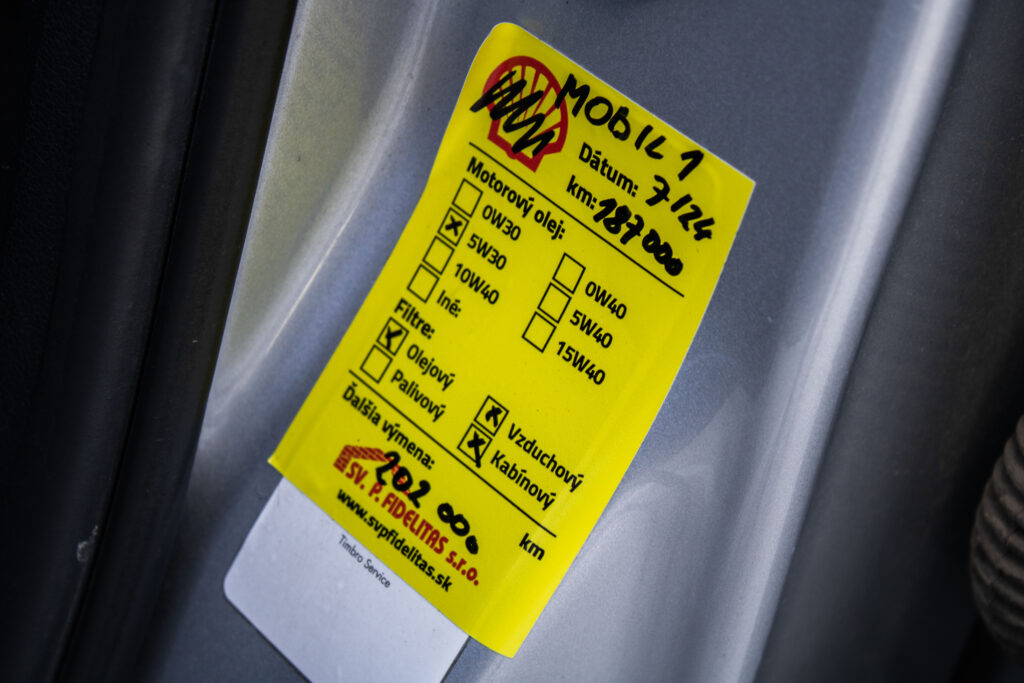 MOBIL 1
Dátum: 7/24
km: 187 000
Motorový olej:
0W30
5W30
10W40
Iné:
0W40
5W40
15W40
Filtre:
Olejový
Palivový
Vzduchový
Kabínový
Ďalšia výmena:
202 000 km
SV. P. FIDELITAS s.r.o.
www.svpfidelitas.sk
Timbro Service